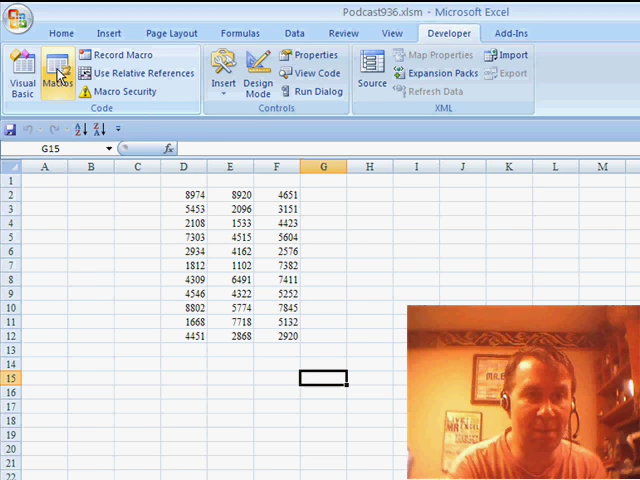 Podcast936.xlsm - Microsoft Excel
Home Insert Page Layout Formulas Data Review View Developer Add-Ins
Visual Basic
Macros
Record Macro
Use Relative References
Macro Security
Code
Insert
Design Mode
Properties
View Code
Run Dialog
Controls
Source
Map Properties
Expansion Packs
Refresh Data
Import
Export
XML
G15 fx
A B C D E F G H I J K L M
1
2 8974 8920 4651
3 5453 2096 3151
4 2108 1533 4423
5 7303 4515 5604
6 2934 4162 2576
7 1812 1102 7382
8 4309 6491 7411
9 4546 4322 5252
10 8802 5774 7845
11 1668 7718 5132
12 4451 2868 2920
13
14
15
16
17
18
19
20
21
22